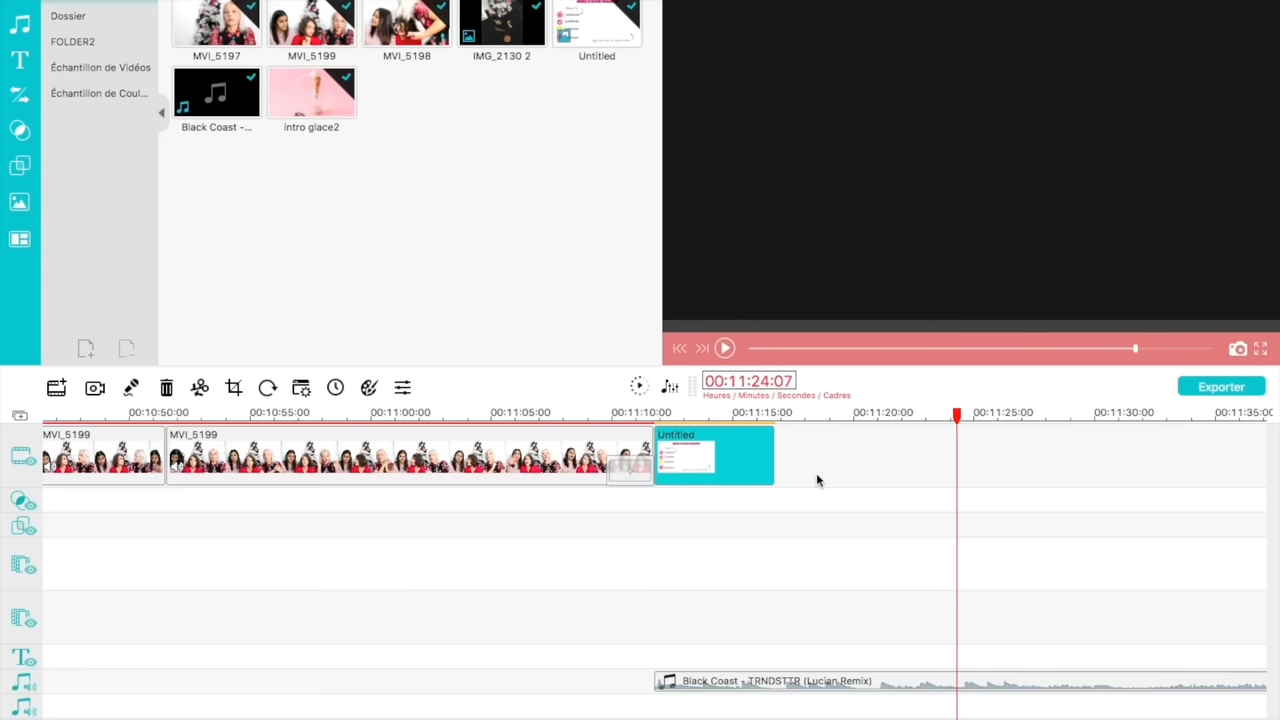 Dossier
FOLDER2
Échantillon de Vidéos
Échantillon de Coul...
MVI_5197
MVI_5199
MVI_5198
IMG_2130 2
Untitled
Black Coast -...
intro glace2
00:11:24:07
Heures / Minutes / Secondes / Cadres
Exporter
00:10:50:00
00:10:55:00
00:11:00:00
00:11:05:00
00:11:10:00
00:11:15:00
00:11:20:00
00:11:25:00
00:11:30:00
00:11:35:00
MVI_5199
MVI_5199
Untitled
Black Coast - TRNDSTTR (Lucian Remix)